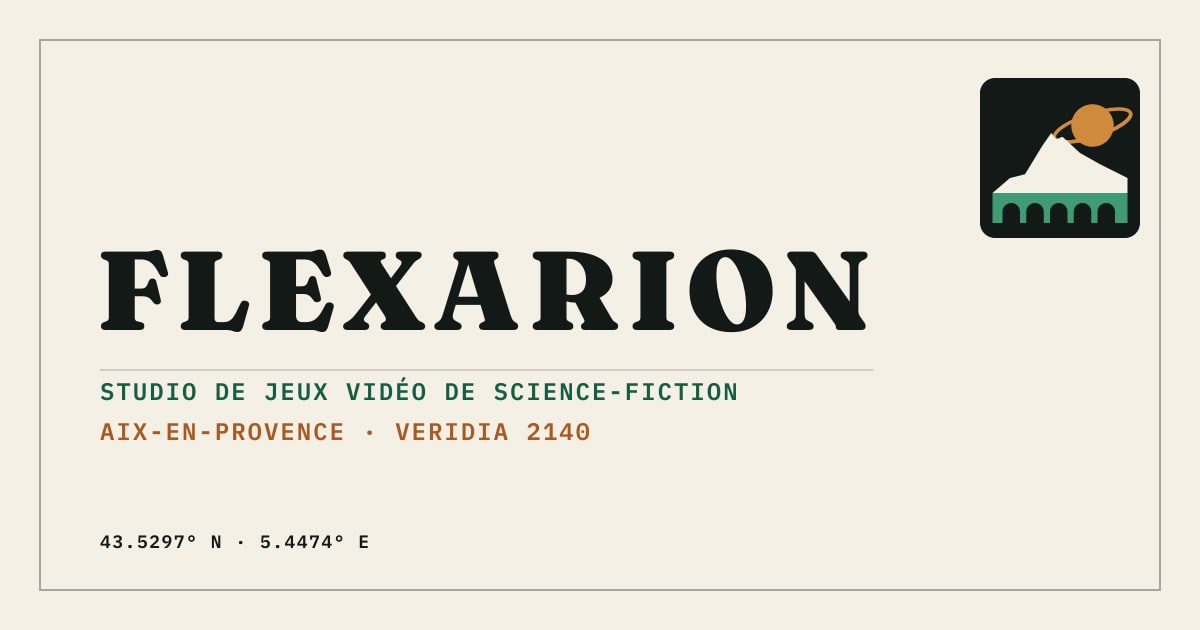 FLEXARION
STUDIO DE JEUX VIDÉO DE SCIENCE-FICTION
AIX-EN-PROVENCE · VERIDIA 2140
43.5297° N · 5.4474° E